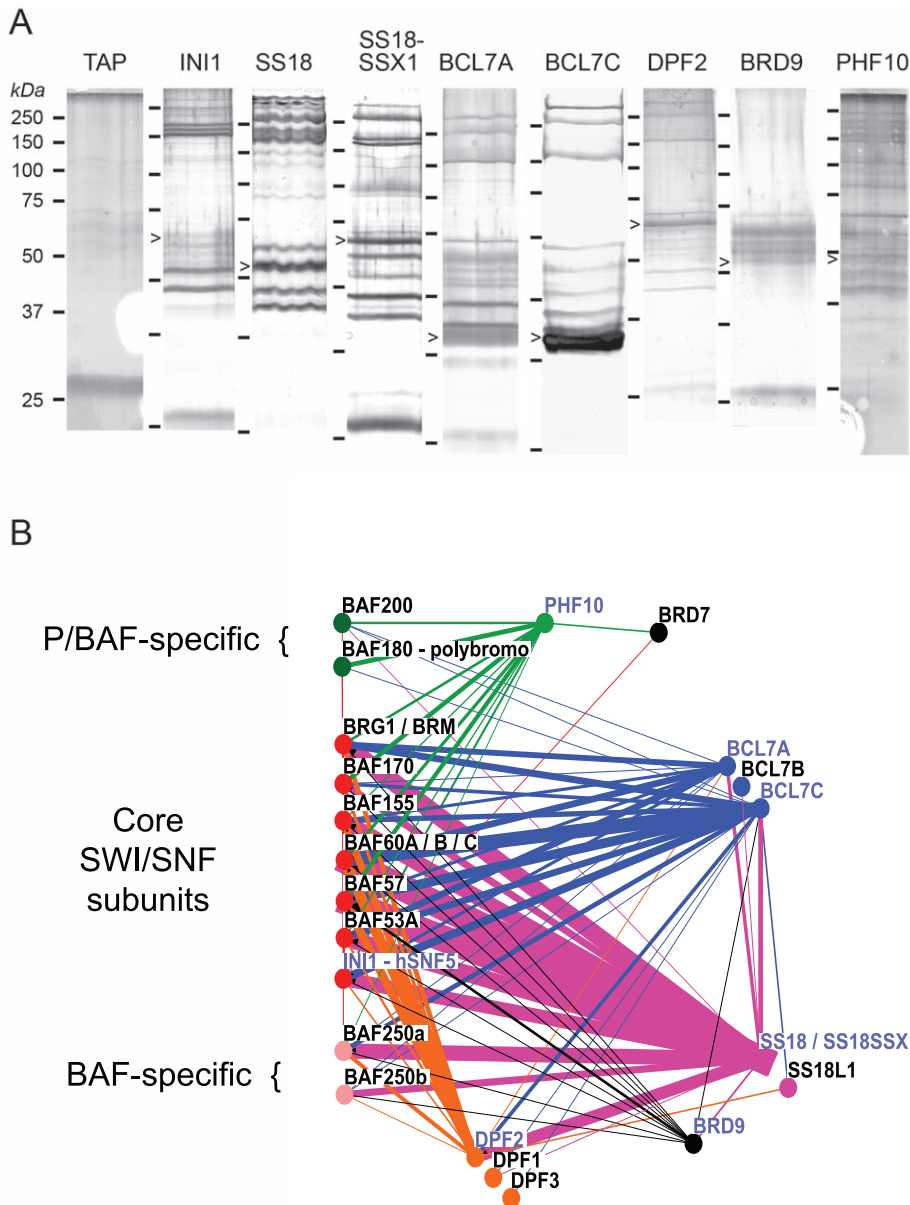 A
TAP INI1 SS18 SS18-SSX1 BCL7A BCL7C DPF2 BRD9 PHF10
kDa
250
150
100
75
50
37
25
> > > > > > > >
B
P/BAF-specific {
BAF200
PHF10
BRD7
BAF180 - polybromo
Core
SWI/SNF
subunits
BRG1 / BRM
BAF170
BAF155
BAF60A / B / C
BAF57
BAF53A
INI1 - hSNF5
BCL7A
BCL7B
BCL7C
BAF-specific {
BAF250a
BAF250b
SS18 / SS18SSX
SS18L1
BRD9
DPF2
DPF1
DPF3